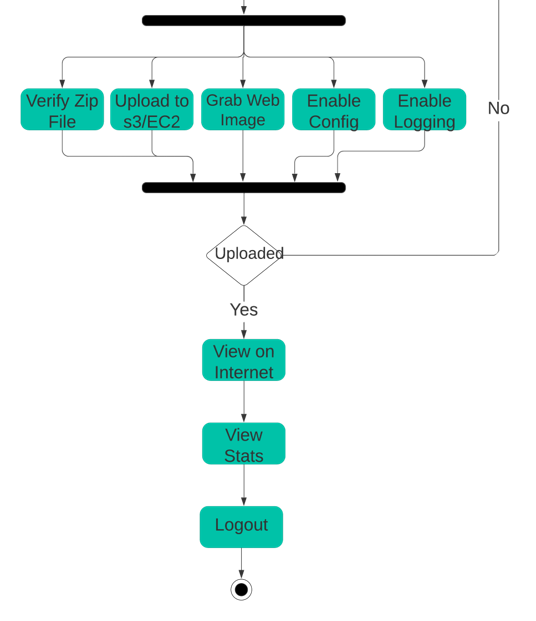 Verify Zip
File
Upload to
s3/EC2
Grab Web
Image
Enable
Config
Enable
Logging
No
Uploaded
Yes
View on
Internet
View
Stats
Logout